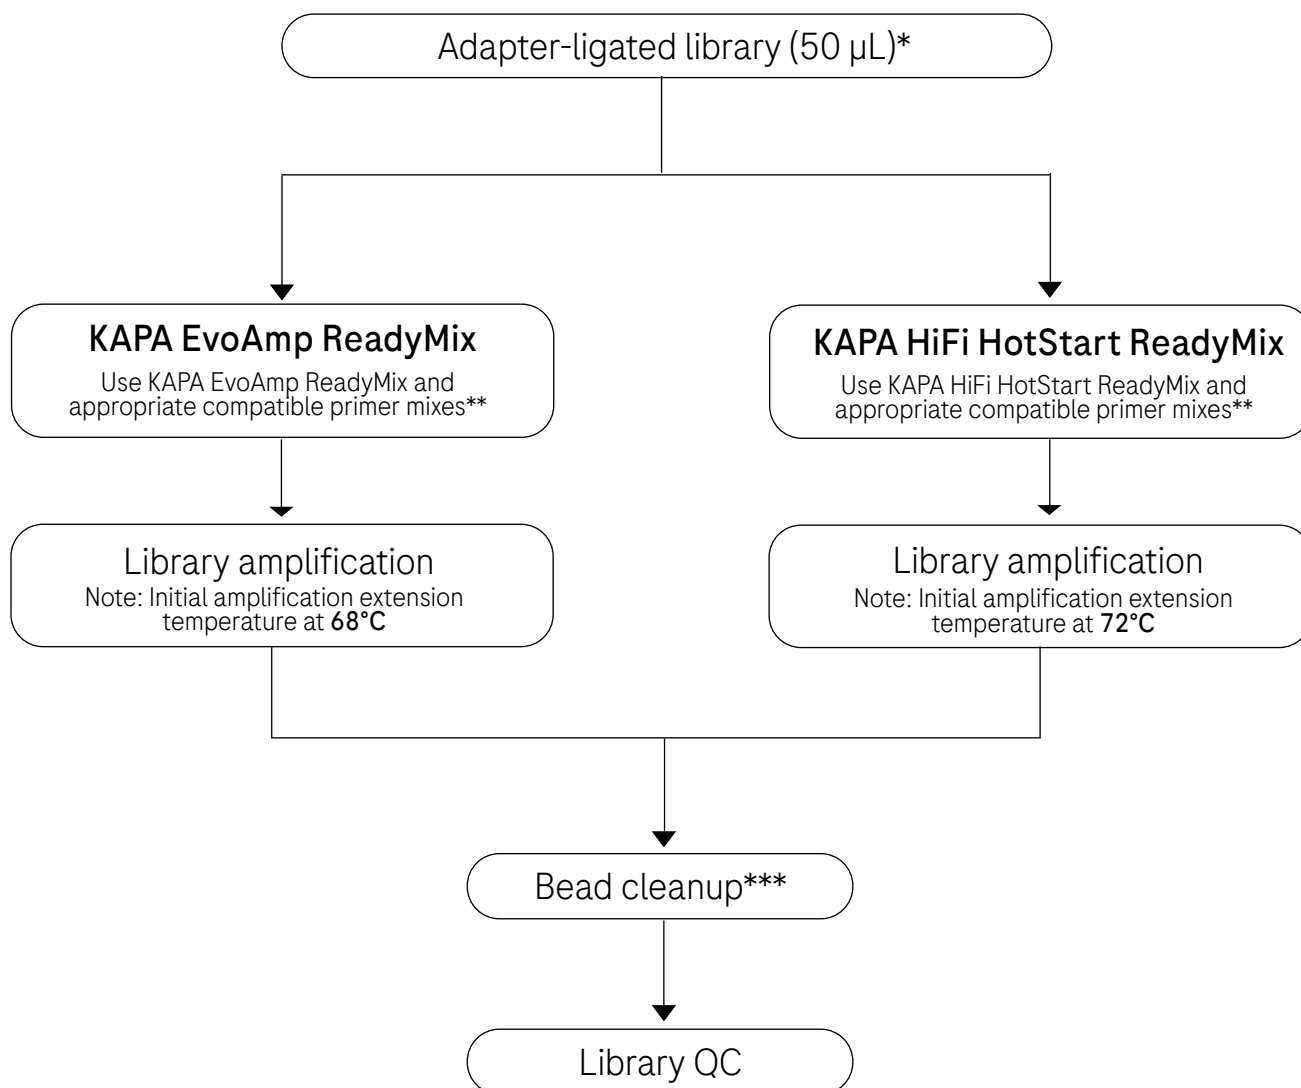 Adapter-ligated library (50 µL)*
KAPA EvoAmp ReadyMix
Use KAPA EvoAmp ReadyMix and
appropriate compatible primer mixes**
KAPA HiFi HotStart ReadyMix
Use KAPA HiFi HotStart ReadyMix and
appropriate compatible primer mixes**
Library amplification
Note: Initial amplification extension
temperature at 68°C
Library amplification
Note: Initial amplification extension
temperature at 72°C
Bead cleanup***
Library QC